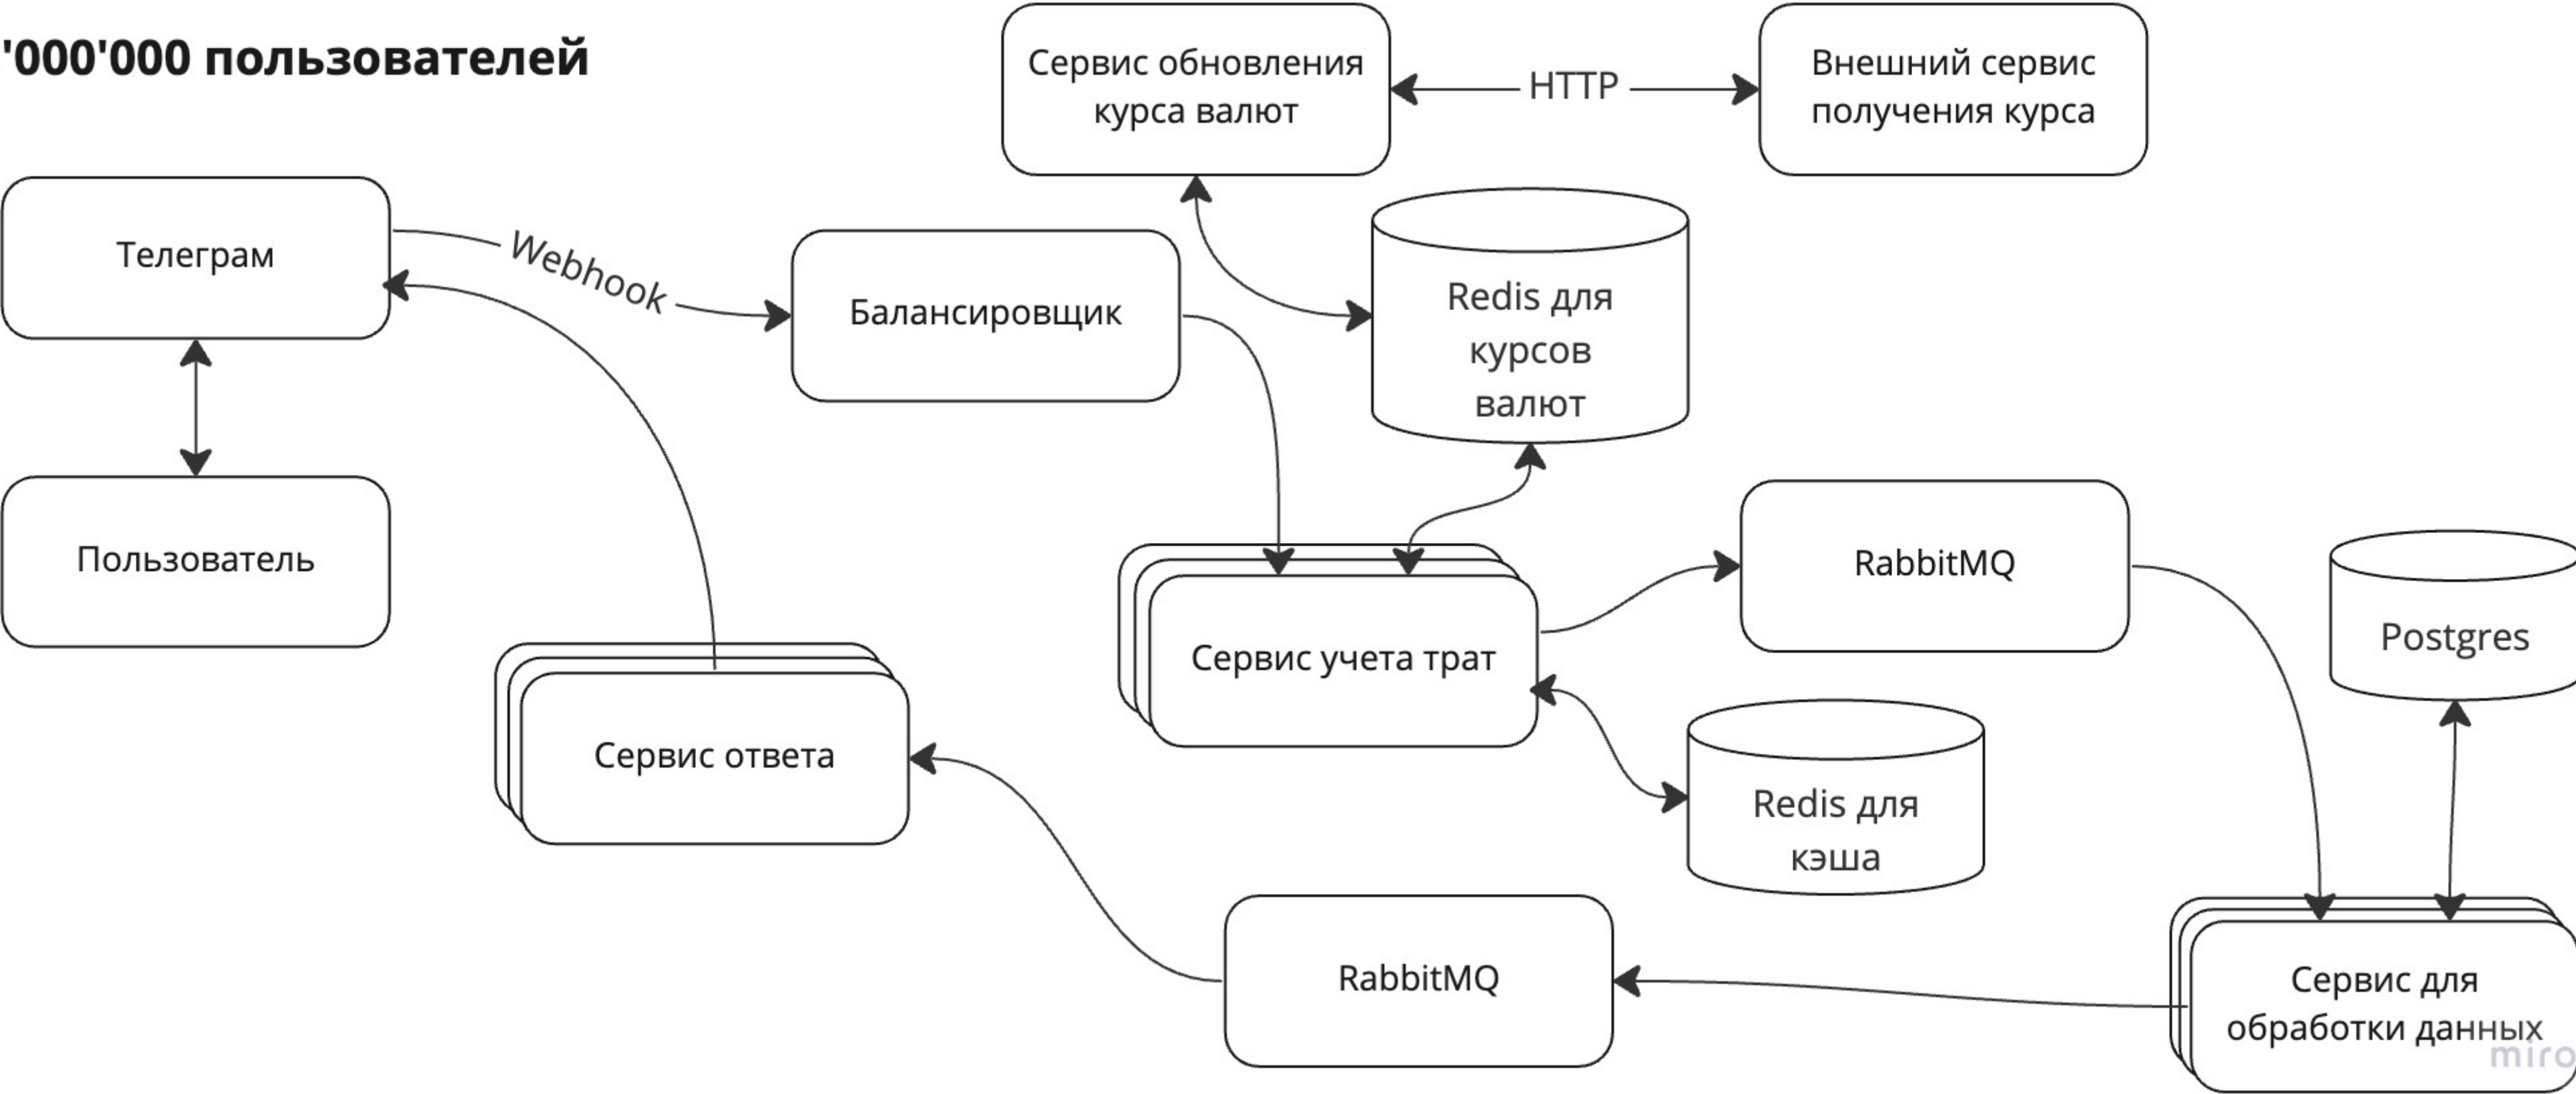 '000'000 пользователей
Сервис обновления
курса валют
HTTP
Внешний сервис
получения курса
Телеграм
Webhook
Балансировщик
Redis для
курсов
валют
Пользователь
RabbitMQ
Postgres
Сервис учета трат
Сервис ответа
Redis для
кэша
RabbitMQ
Сервис для
обработки данных
miro